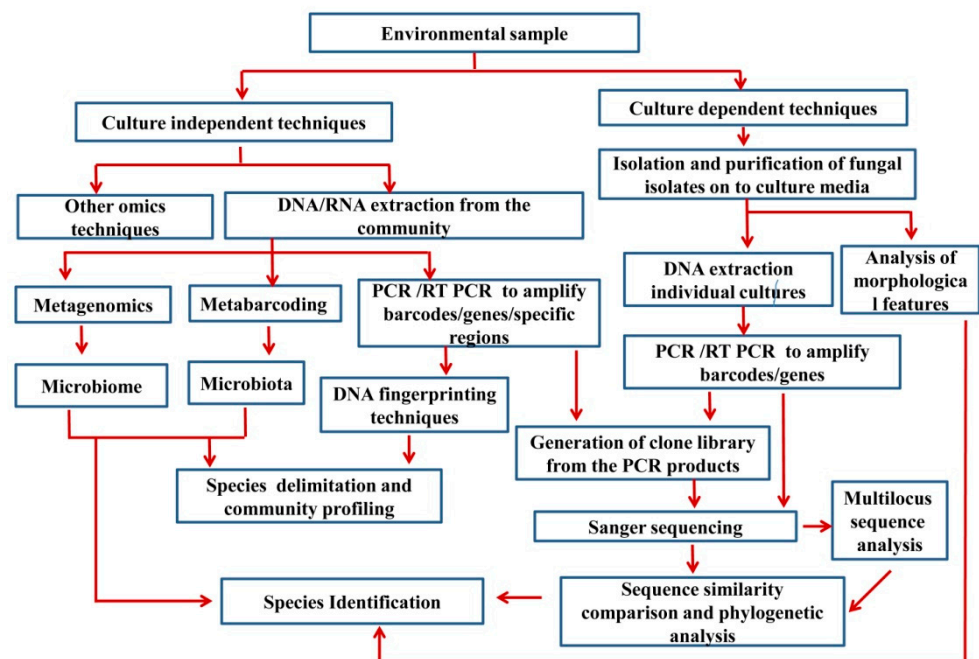 Environmental sample
Culture independent techniques
Culture dependent techniques
Isolation and purification of fungal
isolates on to culture media
Other omics
techniques
DNA/RNA extraction from the
community
DNA extraction
individual cultures
Analysis of
morphologica
l features
Metagenomics
Metabarcoding
PCR /RT PCR to amplify
barcodes/genes/specific
regions
PCR /RT PCR to amplify
barcodes/genes
Microbiome
Microbiota
DNA fingerprinting
techniques
Generation of clone library
from the PCR products
Species delimitation and
community profiling
Sanger sequencing
Multilocus
sequence
analysis
Species Identification
Sequence similarity
comparison and phylogenetic
analysis